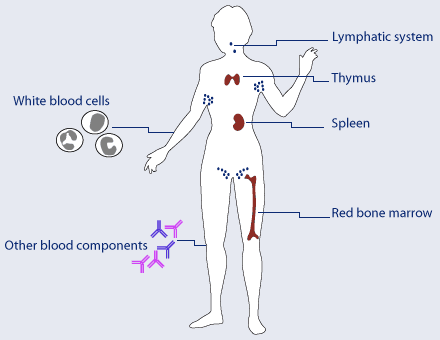 Lymphatic system
Thymus
White blood cells
Spleen
Red bone marrow
Other blood components